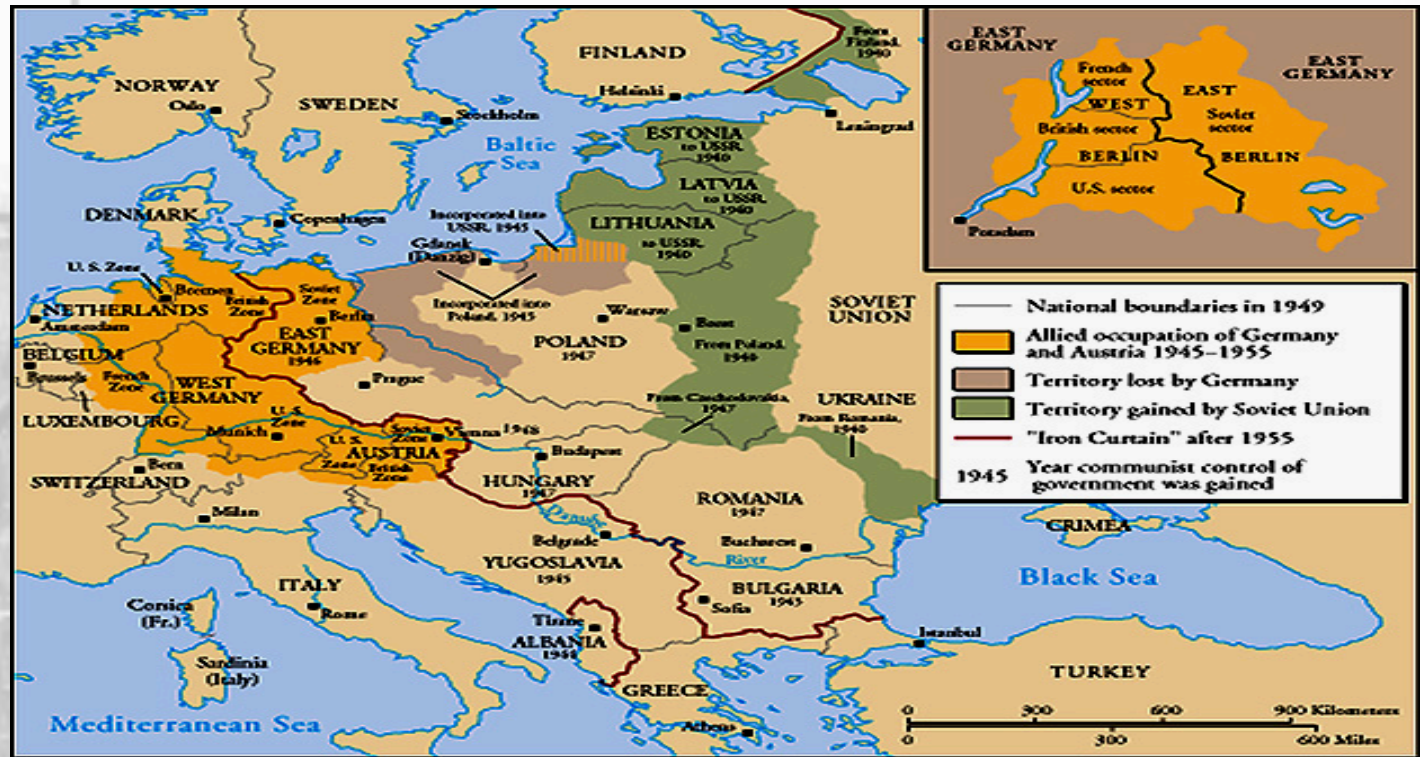 NORWAY
Oslo
SWEDEN
Stockholm
FINLAND
Helsinki
From
Finland,
1940
Leningrad
Baltic
Sea
ESTONIA
to USSR
1940
LATVIA
to USSR,
1940
LITHUANIA
to USSR,
1940
DENMARK
Copenhagen
Incorporated into
USSR, 1945
Gdansk
(Danzig)
Incorporated into
Poland, 1945
U. S. Zone
Bremen
British
Zone
Soviet
Zone
Berlin
NETHERLANDS
Amsterdam
EAST
GERMANY
1946
BELGIUM
Brussels
French
Zone
WEST
GERMANY
LUXEMBOURG
U.S.
Zone
Munich
Prague
POLAND
1947
Warsaw
Brest
From Poland,
1940
SOVIET
UNION
From Czechoslovakia,
1947
UKRAINE
From Romania,
1940
Soviet
Zone
Vienna
1948
U. S.
Zone
AUSTRIA
British
Zone
Bern
SWITZERLAND
Milan
Budapest
HUNGARY
1947
ROMANIA
1947
Bucharest
Danube
River
Belgrade
YUGOSLAVIA
1945
BULGARIA
1945
Sofia
ITALY
Rome
Corsica
(Fr.)
Sardinia
(Italy)
Tirane
ALBANIA
GREECE
Athens
Mediterranean Sea
CRIMEA
Black Sea
Istanbul
TURKEY
0 300 600 900 Kilometers
0 300 600 Miles
EAST
GERMANY
French
sector
WEST
British sector
BERLIN
U.S. sector
EAST
Soviet
sector
BERLIN
EAST
GERMANY
Potsdam
National boundaries in 1949
Allied occupation of Germany
and Austria 1945–1955
Territory lost by Germany
Territory gained by Soviet Union
"Iron Curtain" after 1955
1945 Year communist control of
government was gained